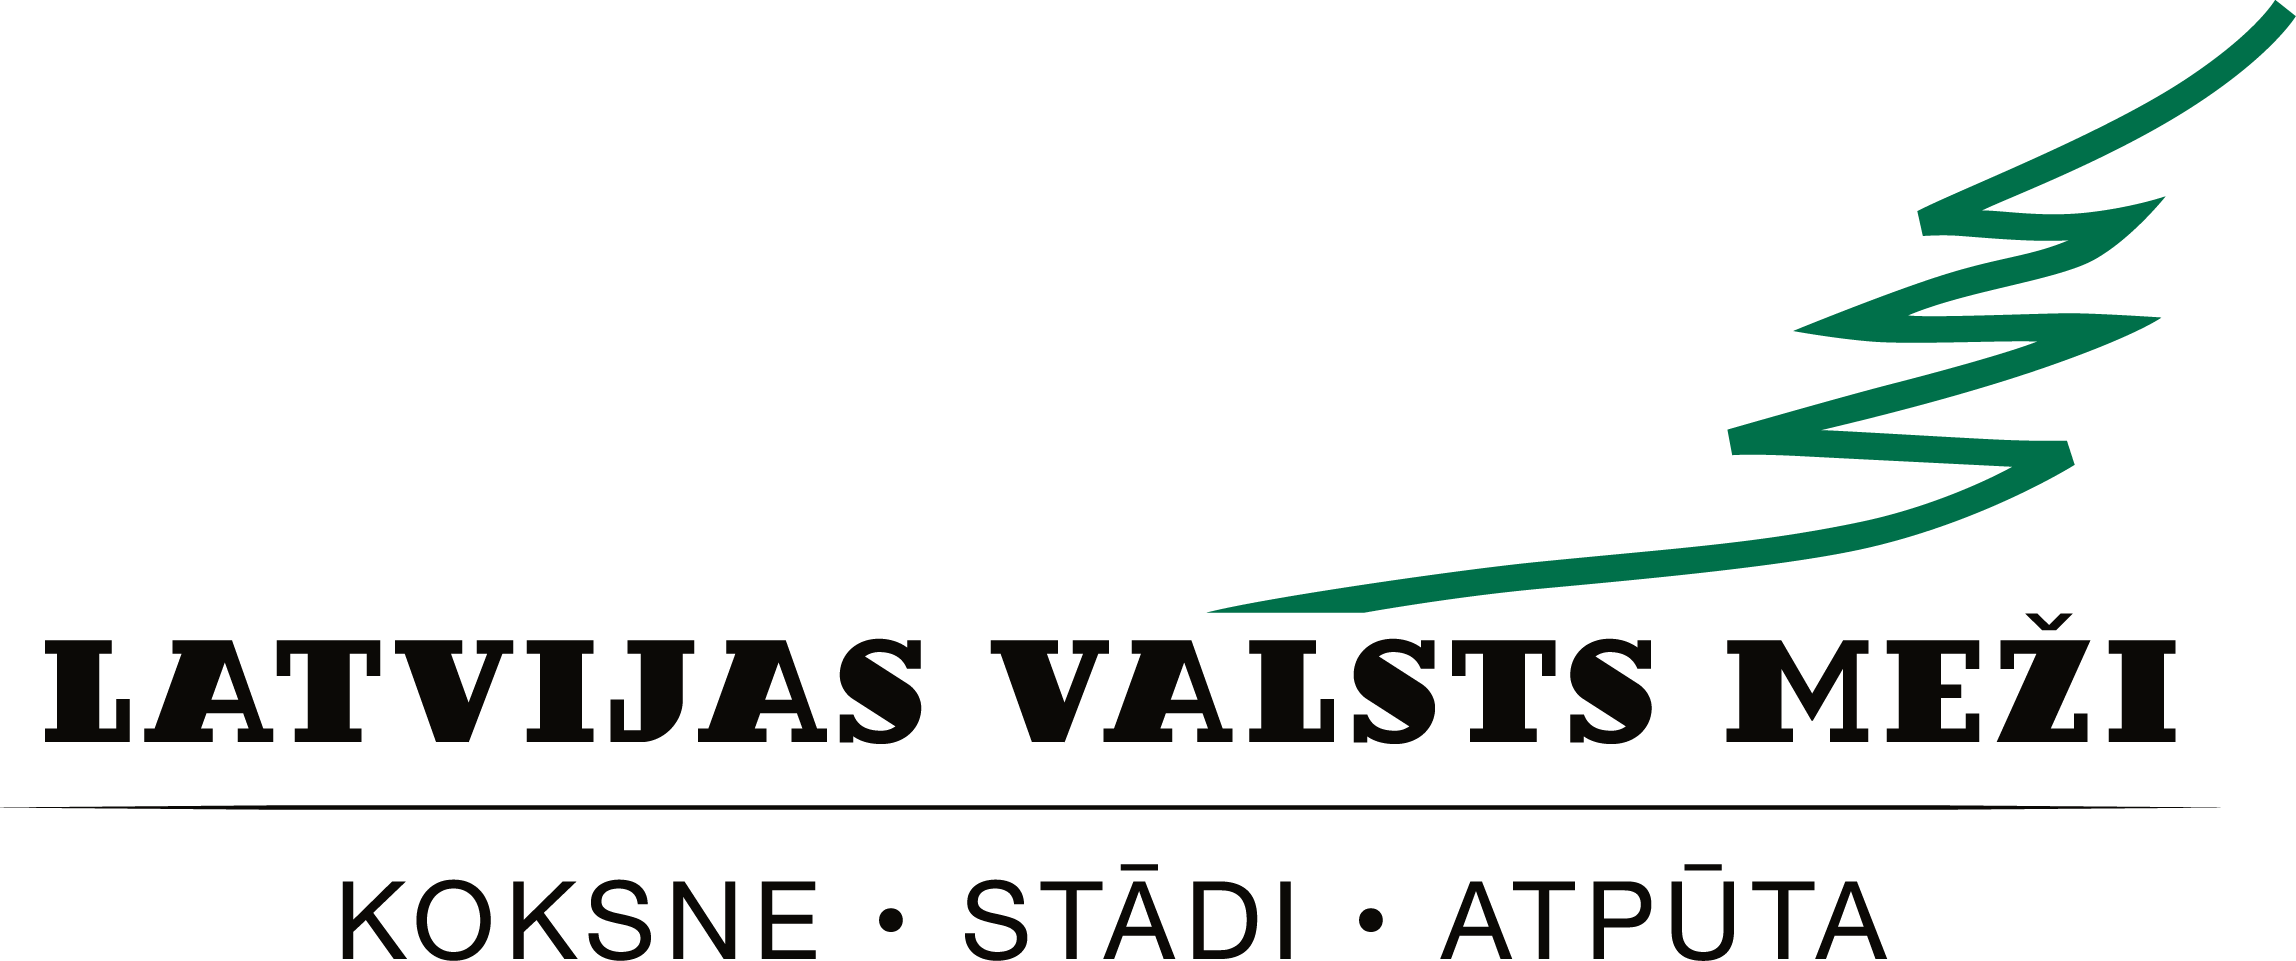 LATVIJAS VALSTS MEŽI
KOKSNE • STĀDI • ATPŪTA